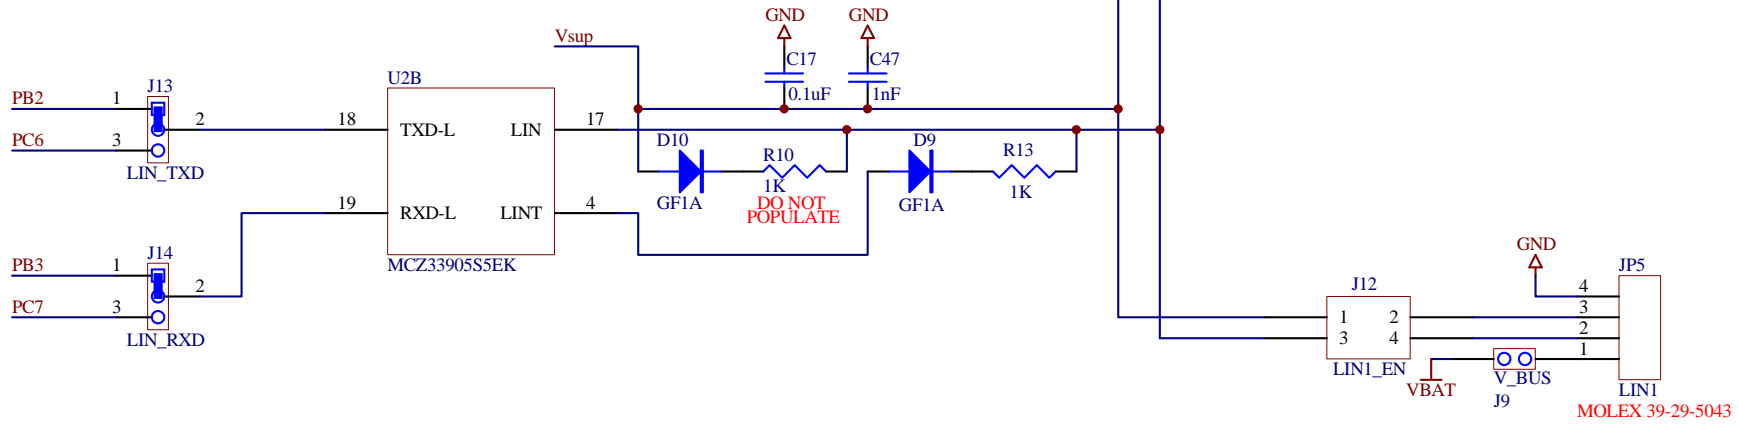 GND
GND
Vsup
C17
C47
0.1uF
1nF
J13
PB2
1
2
PC6
3
LIN_TXD
U2B
18
TXD-L
LIN
17
19
RXD-L
LINT
4
MCZ33905S5EK
D10
GF1A
R10
1K
DO NOT
POPULATE
D9
GF1A
R13
1K
J14
PB3
1
2
PC7
3
LIN_RXD
GND
J12
1
2
3
4
LIN1_EN
JP5
4
3
2
1
V_BUS
J9
VBAT
LIN1
MOLEX 39-29-5043